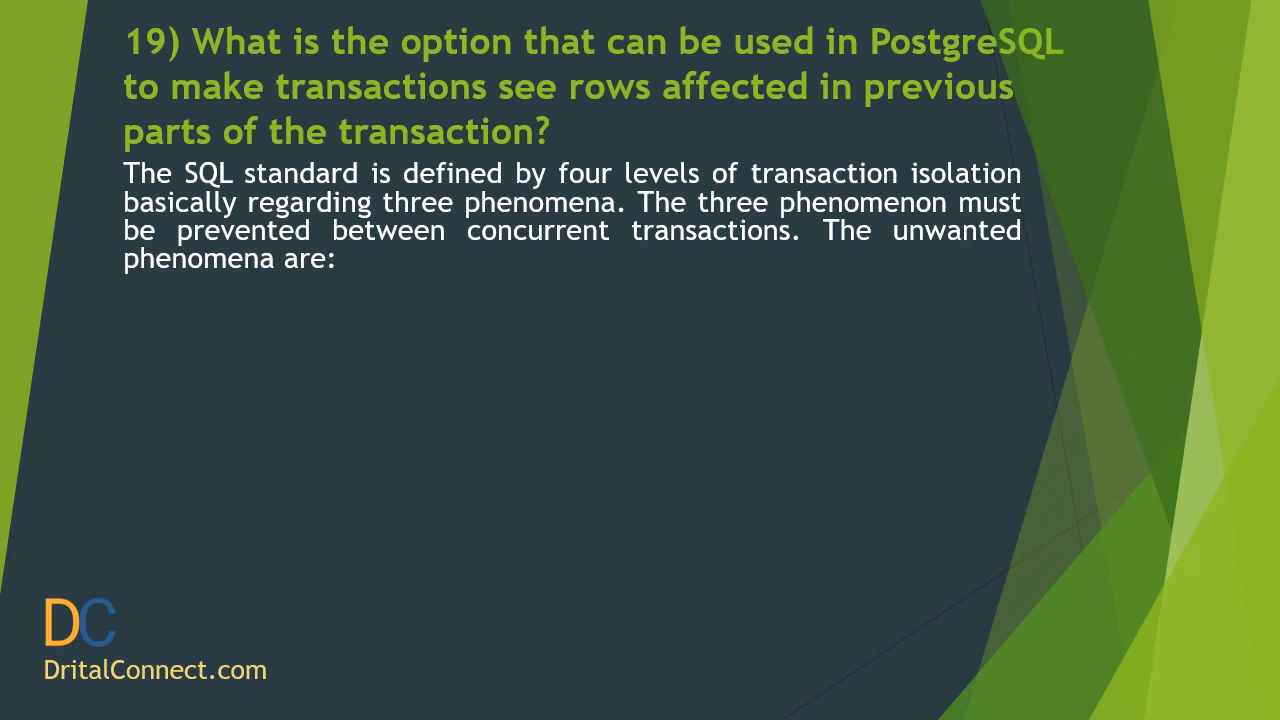 19) What is the option that can be used in PostgreSQL
to make transactions see rows affected in previous
parts of the transaction?
The SQL standard is defined by four levels of transaction isolation
basically regarding three phenomena. The three phenomenon must
be prevented between concurrent transactions. The unwanted
phenomena are:
DC
DritalConnect.com